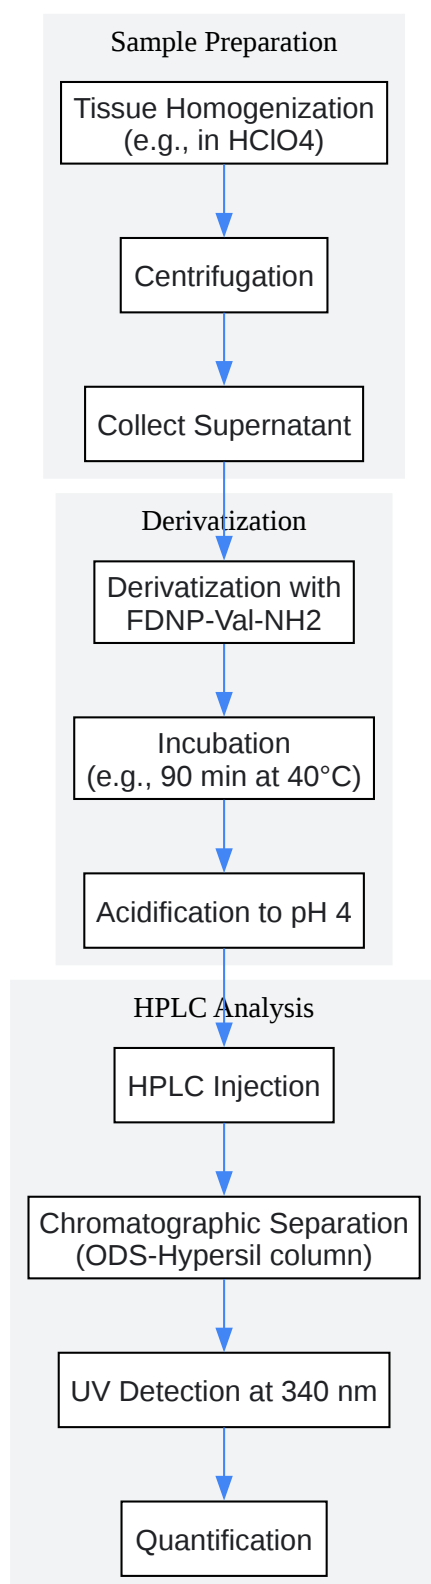 Sample Preparation
Tissue Homogenization
(e.g., in HClO4)
Centrifugation
Collect Supernatant
Derivatization
Derivatization with
FDNP-Val-NH2
Incubation
(e.g., 90 min at 40°C)
Acidification to pH 4
HPLC Analysis
HPLC Injection
Chromatographic Separation
(ODS-Hypersil column)
UV Detection at 340 nm
Quantification